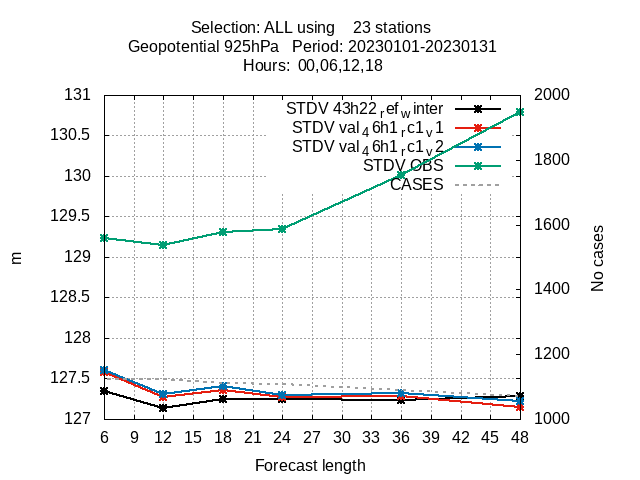 Selection: ALL using 23 stations
Geopotential 925hPa Period: 20230101-20230131
Hours: 00,06,12,18
131
130.5
130
129.5
129
128.5
128
127.5
127
m
2000
1800
1600
1400
1200
1000
No cases
STDV 43h22refwinter
STDV val46h1rc1v1
STDV val46h1rc1v2
STDV OBS
CASES
6 9 12 15 18 21 24 27 30 33 36 39 42 45 48
Forecast length